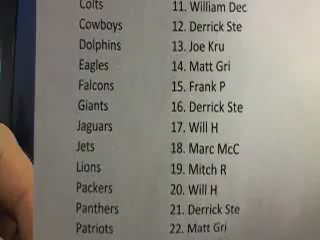 Colts 11. William Dec
Cowboys 12. Derrick Ste
Dolphins 13. Joe Kru
Eagles 14. Matt Gri
Falcons 15. Frank P
Giants 16. Derrick Ste
Jaguars 17. Will H
Jets 18. Marc McC
Lions 19. Mitch R
Packers 20. Will H
Panthers 21. Derrick Ste
Patriots 22. Matt Gri